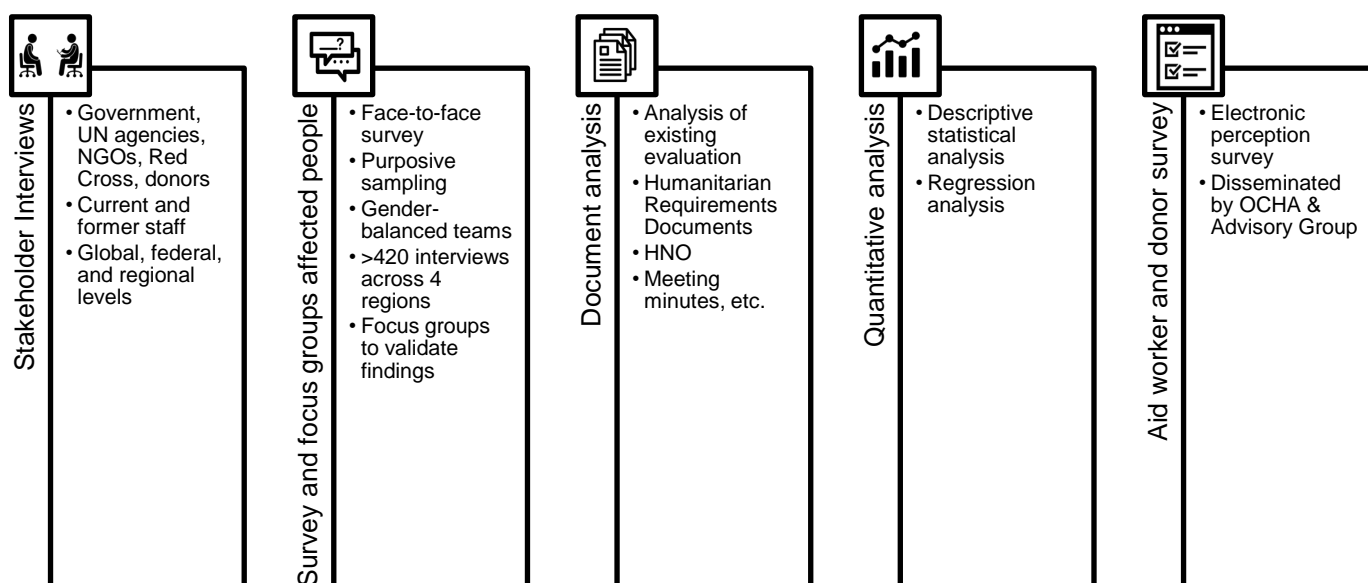 Stakeholder Interviews
• Government,
UN agencies,
NGOs, Red
Cross, donors
• Current and
former staff
• Global, federal,
and regional
levels
Survey and focus groups affected people
? 
• Face-to-face
survey
• Purposive
sampling
• Gender-
balanced teams
• >420 interviews
across 4
regions
• Focus groups
to validate
findings
Document analysis
• Analysis of
existing
evaluation
• Humanitarian
Requirements
Documents
• HNO
• Meeting
minutes, etc.
Quantitative analysis
• Descriptive
statistical
analysis
• Regression
analysis
Aid worker and donor survey
• Electronic
perception
survey
• Disseminated
by OCHA &
Advisory Group